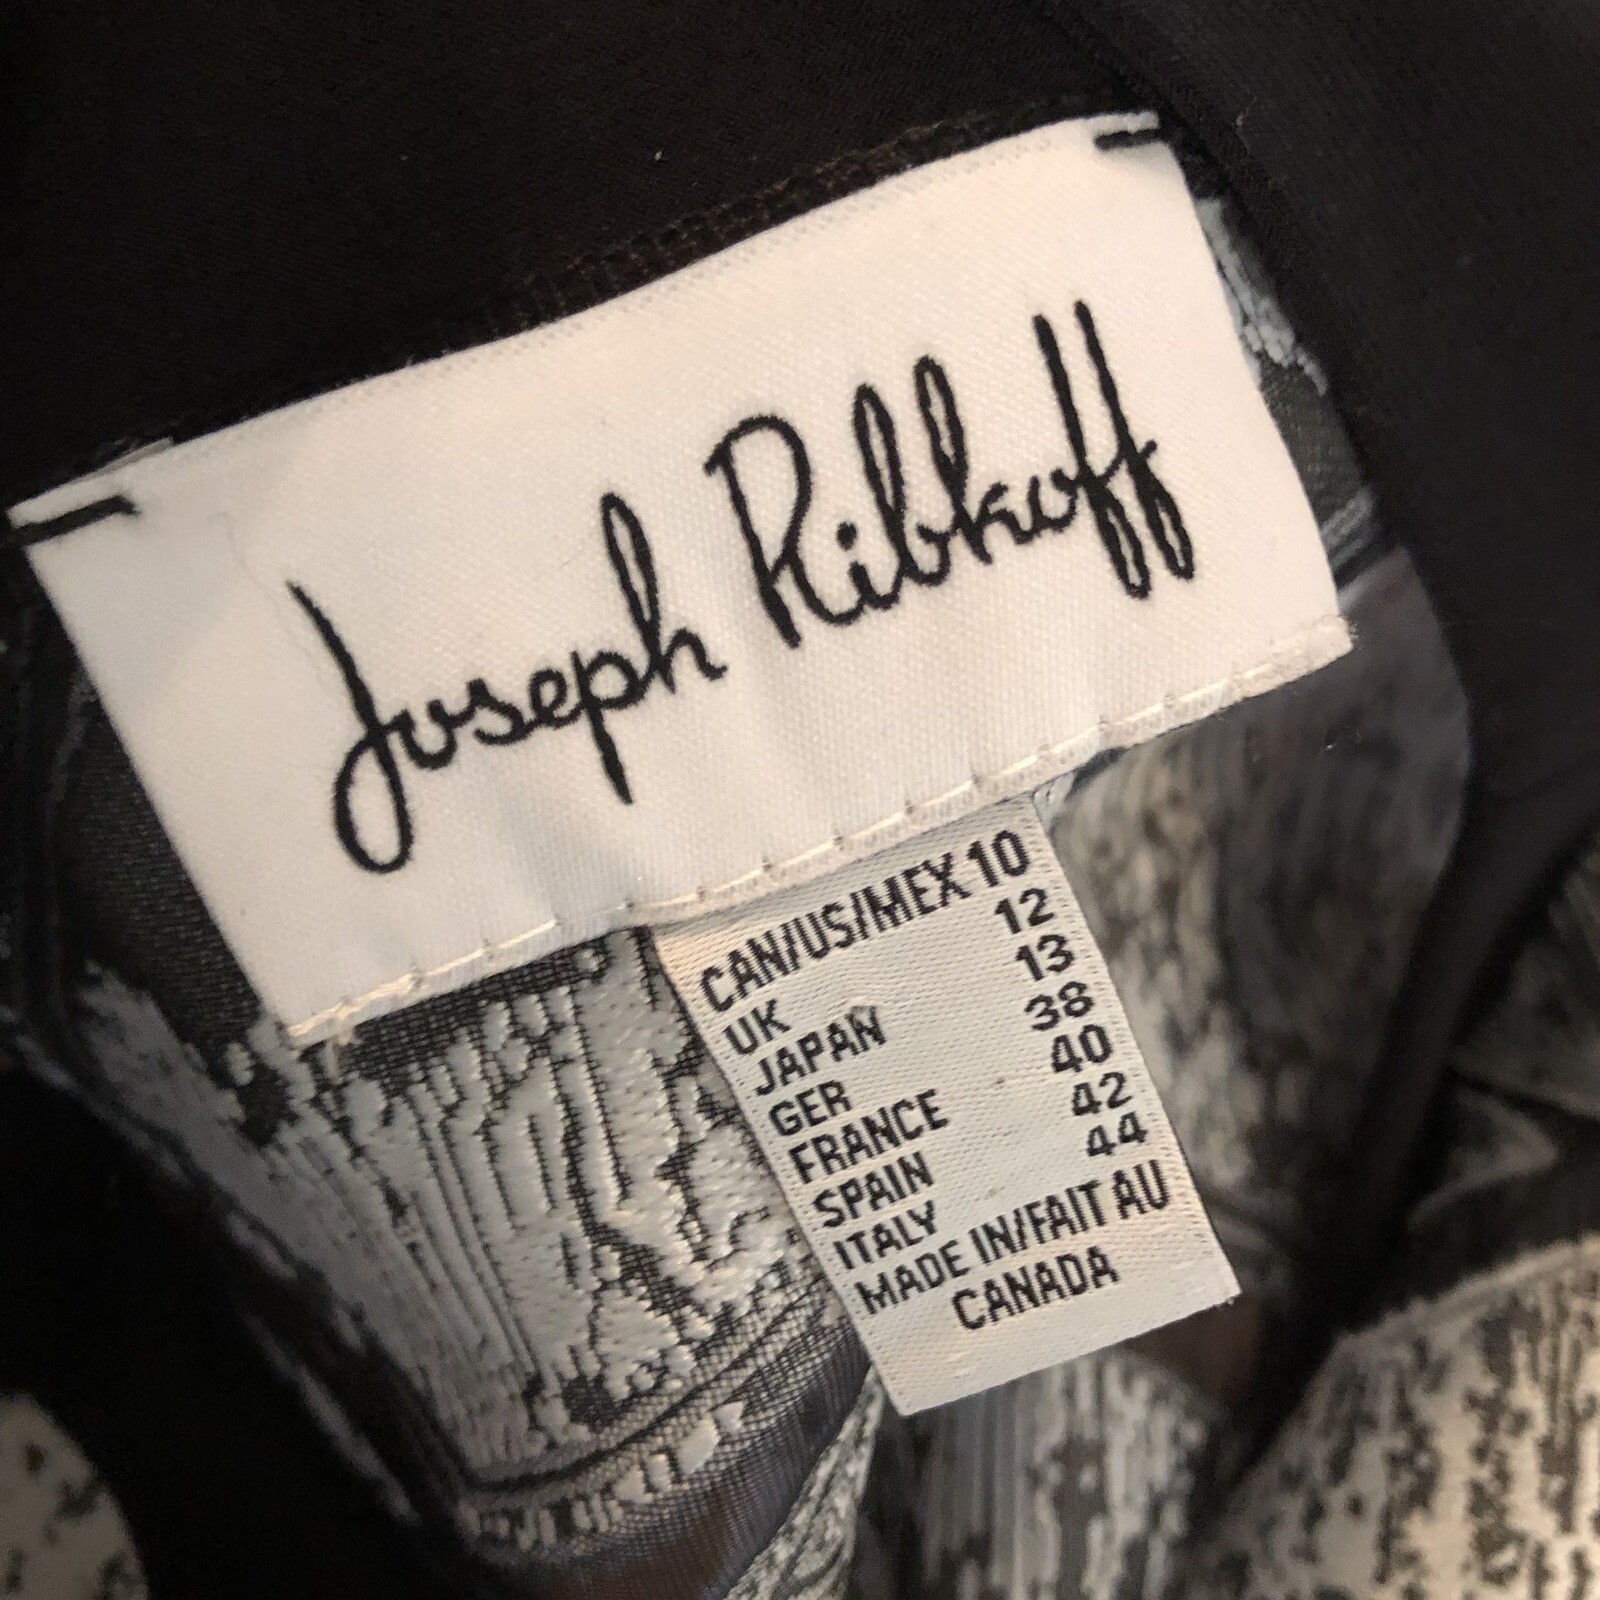 Joseph Ribkoff
CAN/US/MEX 10
UK 12
JAPAN 13
GER 38
FRANCE 40
SPAIN 42
ITALY 44
MADE IN/FAIT AU
CANADA